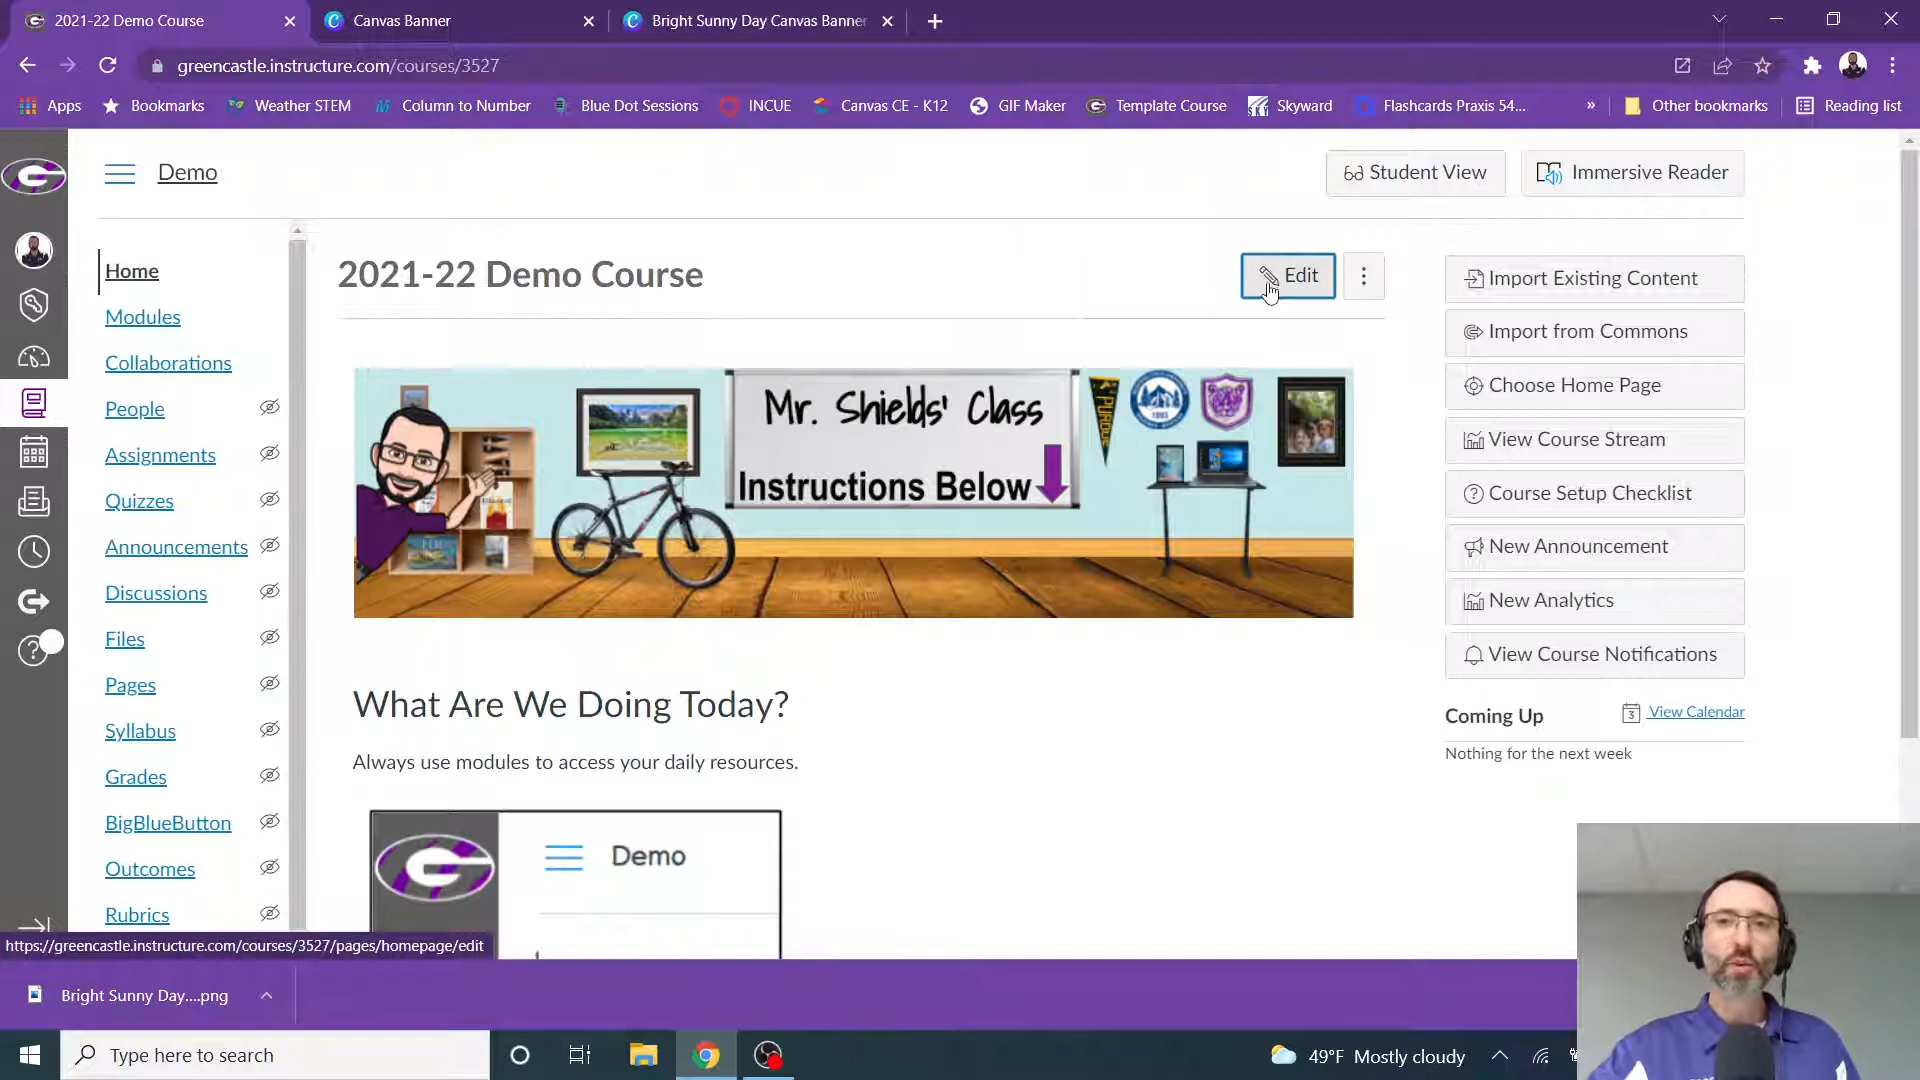 2021-22 Demo Course
Canvas Banner
Bright Sunny Day Canvas Banner
greencastle.instructure.com/courses/3527
Apps
Bookmarks
Weather STEM
Column to Number
Blue Dot Sessions
INCUE
Canvas CE - K12
GIF Maker
Template Course
Skyward
Flashcards Praxis 54...
»
Other bookmarks
Reading list
Demo
Student View
Immersive Reader
Home
Modules
Collaborations
People
Assignments
Quizzes
Announcements
Discussions
Files
Pages
Syllabus
Grades
BigBlueButton
Outcomes
Rubrics
2021-22 Demo Course
Edit
Mr. Shields' Class
Instructions Below
PURDUE
What Are We Doing Today?
Always use modules to access your daily resources.
G
Demo
Import Existing Content
Import from Commons
Choose Home Page
View Course Stream
Course Setup Checklist
New Announcement
New Analytics
View Course Notifications
Coming Up
3 View Calendar
Nothing for the next week
https://greencastle.instructure.com/courses/3527/pages/homepage/edit
Bright Sunny Day....png
Type here to search
49°F Mostly cloudy